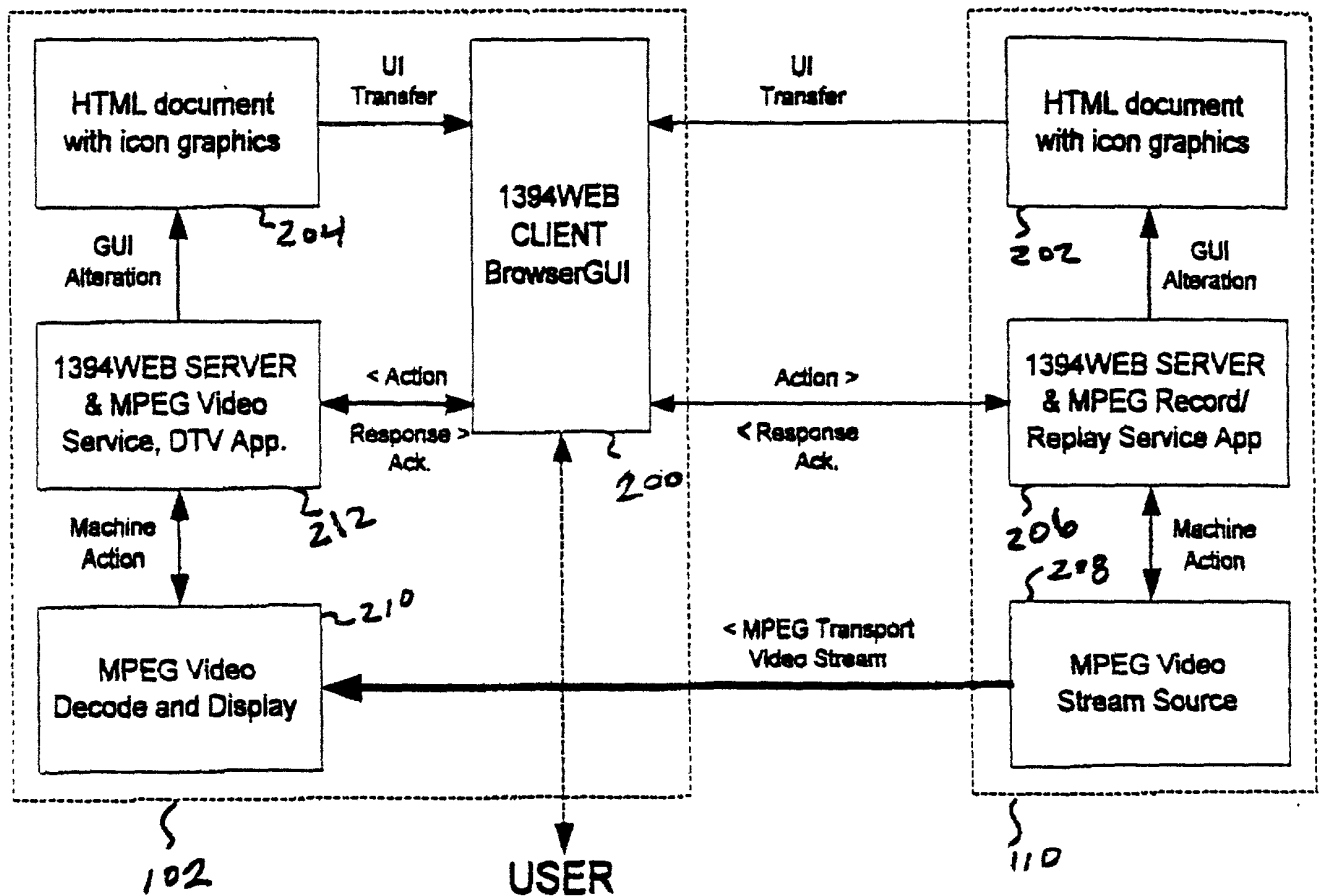 HTML document
with icon graphics
204
UI
Transfer
1394WEB
CLIENT
BrowserGUI
200
UI
Transfer
HTML document
with icon graphics
202
GUI
Alteration
GUI
Alteration
1394WEB SERVER
& MPEG Video
Service, DTV App.
212
< Action
Response >
Ack.
Action >
< Response
Ack.
1394WEB SERVER
& MPEG Record/
Replay Service App
206
Machine
Action
Machine
Action
210
MPEG Video
Decode and Display
< MPEG Transport
Video Stream
208
MPEG Video
Stream Source
102
USER
110